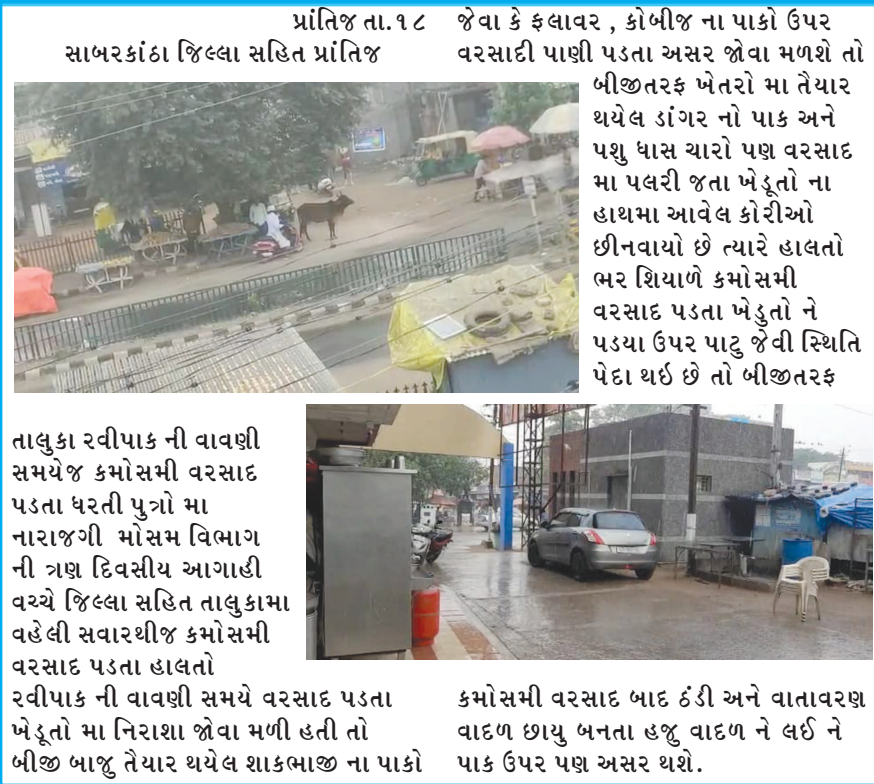 પ્રાંતિજ તા.૧૮
સાબરકાંઠા જિલ્લા સહિત પ્રાંતિજ
તાલુકા રવીપાક ની વાવણી
સમયેજ કમોસમી વરસાદ
પડતા ધરતી પુત્રો મા
નારાજગી મોસમ વિભાગ
ની ત્રણ દિવસીય આગાહી
વચ્ચે જિલ્લા સહિત તાલુકામા
વહેલી સવારથીજ કમોસમી
વરસાદ પડતા હાલતો
રવીપાક ની વાવણી સમયે વરસાદ પડતા
ખેડૂતો મા નિરાશા જોવા મળી હતી તો
બીજી બાજુ તૈયાર થયેલ શાકભાજી ના પાકો
જેવા કે ફલાવર , કોબીજ ના પાકો ઉપર
વરસાદી પાણી પડતા અસર જોવા મળશે તો
બીજીતરફ ખેતરો મા તૈયાર
થયેલ ડાંગર નો પાક અને
પશુ ધાસ ચારો પણ વરસાદ
મા પલરી જતા ખેડૂતો ના
હાથમા આવેલ કોરીઓ
છીનવાયો છે ત્યારે હાલતો
ભર શિયાળે કમોસમી
વરસાદ પડતા ખેડુતો ને
પડયા ઉપર પાટુ જેવી સ્થિતિ
પેદા થઇ છે તો બીજીતરફ
કમોસમી વરસાદ બાદ ઠંડી અને વાતાવરણ
વાદળ છાયુ બનતા હજુ વાદળ ને લઈ ને
પાક ઉપર પણ અસર થશે.